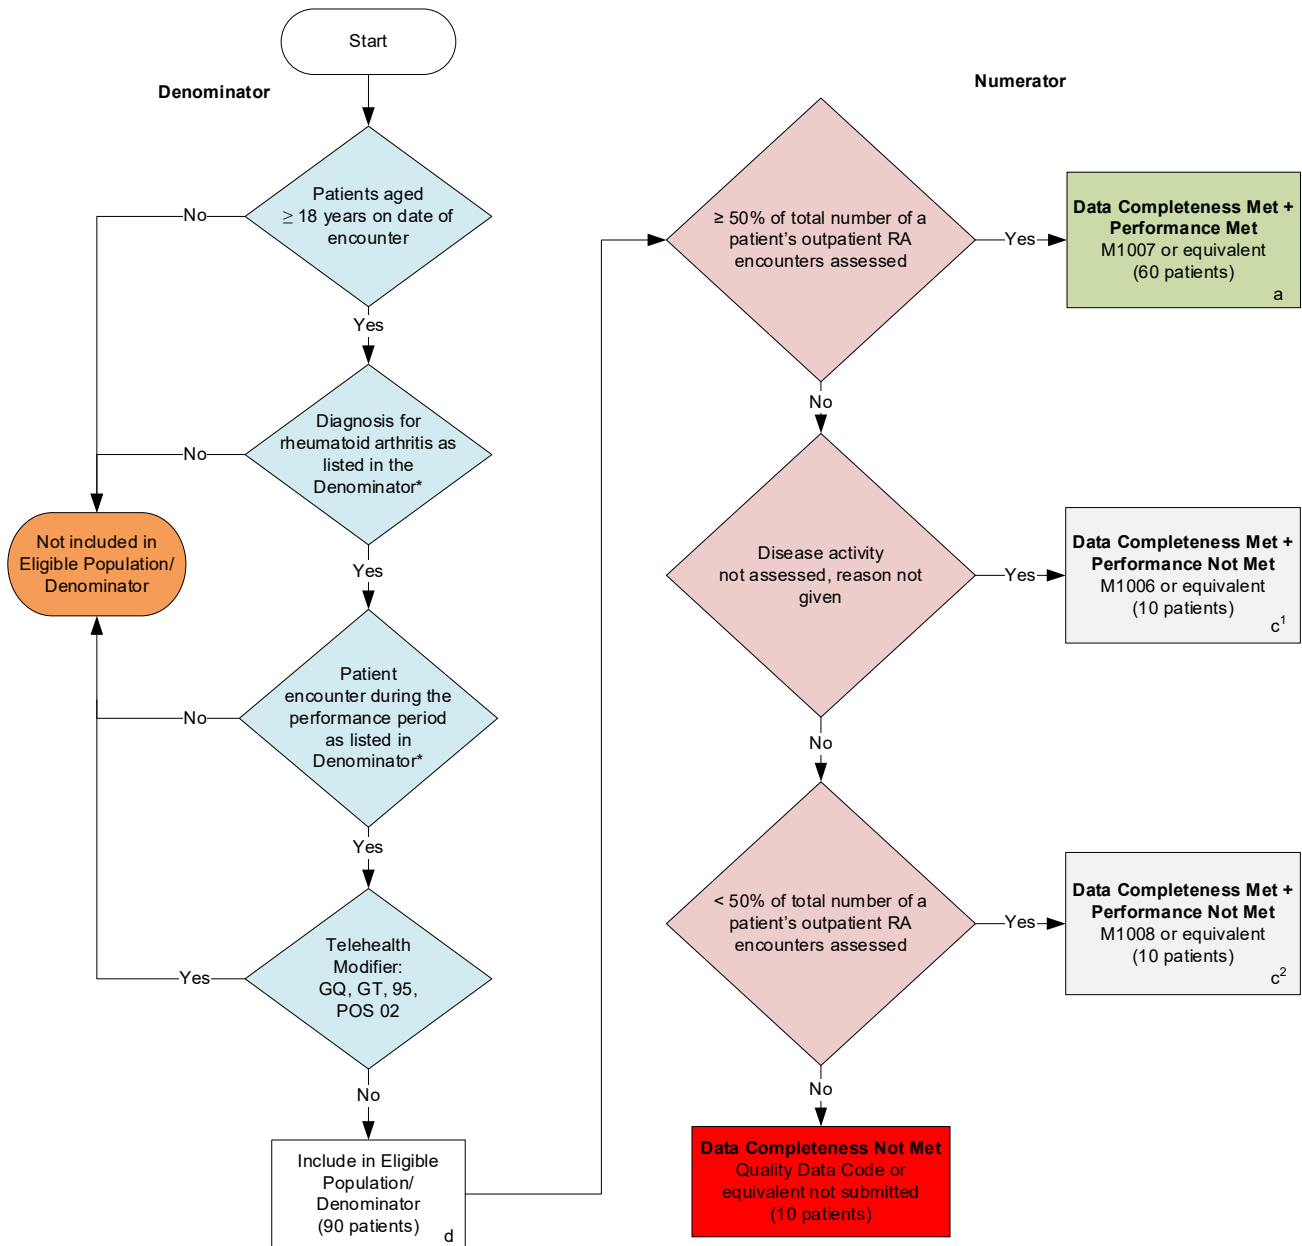 Start
Denominator
Patients aged
≥ 18 years on date of
encounter
No
Yes
Diagnosis for
rheumatoid arthritis as
listed in the
Denominator*
No
Not included in
Eligible Population/
Denominator
Yes
Patient
encounter during the
performance period
as listed in
Denominator*
No
Yes
Telehealth
Modifier:
GQ, GT, 95,
POS 02
Yes
No
Include in Eligible
Population/
Denominator
(90 patients)
d
Numerator
≥ 50% of total number of a
patient's outpatient RA
encounters assessed
Yes
Data Completeness Met +
Performance Met
M1007 or equivalent
(60 patients)
a
No
Disease activity
not assessed, reason not
given
Yes
Data Completeness Met +
Performance Not Met
M1006 or equivalent
(10 patients)
c¹
No
< 50% of total number of a
patient's outpatient RA
encounters assessed
Yes
Data Completeness Met +
Performance Not Met
M1008 or equivalent
(10 patients)
c²
No
Data Completeness Not Met
Quality Data Code or
equivalent not submitted
(10 patients)